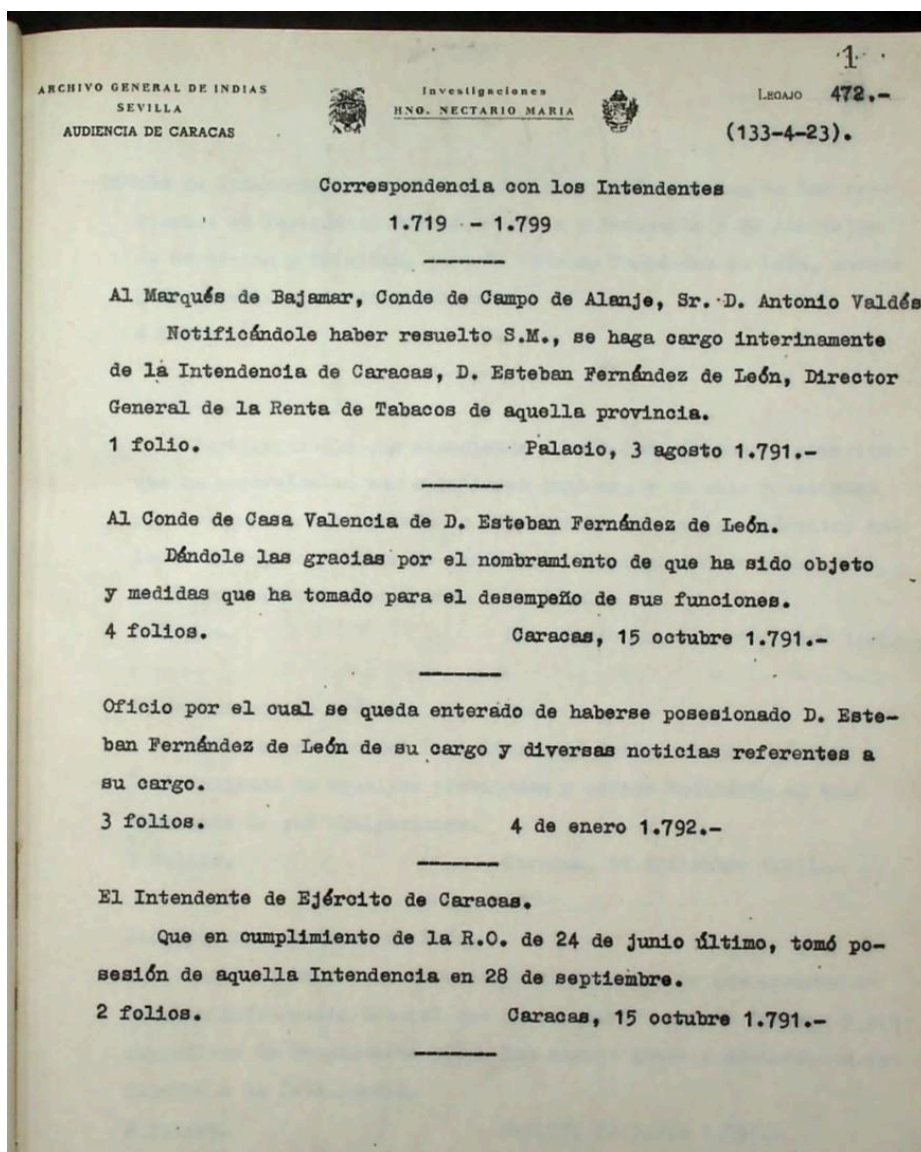 1
ARCHIVO GENERAL DE INDIAS
SEVILLA
AUDIENCIA DE CARACAS
Investigaciones
HNO. NECTARIO MARIA
LEGAJO 472.-
(133-4-23).
Correspondencia con los Intendentes
1.719 - 1.799
Al Marqués de Bajamar, Conde de Campo de Alanje, Sr. D. Antonio Valdés
Notificándole haber resuelto S.M., se haga cargo interinamente
de la Intendencia de Caracas, D. Esteban Fernández de León, Director
General de la Renta de Tabacos de aquella provincia.
1 folio. Palacio, 3 agosto 1.791.-
Al Conde de Casa Valencia de D. Esteban Fernández de León.
Dándole las gracias por el nombramiento de que ha sido objeto
y medidas que ha tomado para el desempeño de sus funciones.
4 folios. Caracas, 15 octubre 1.791.-
Oficio por el cual se queda enterado de haberse posesionado D. Este-
ban Fernández de León de su cargo y diversas noticias referentes a
su cargo.
3 folios. 4 de enero 1.792.-
El Intendente de Ejército de Caracas.
Que en cumplimiento de la R.O. de 24 de junio último, tomó po-
sesión de aquella Intendencia en 28 de septiembre.
2 folios. Caracas, 15 octubre 1.791.-